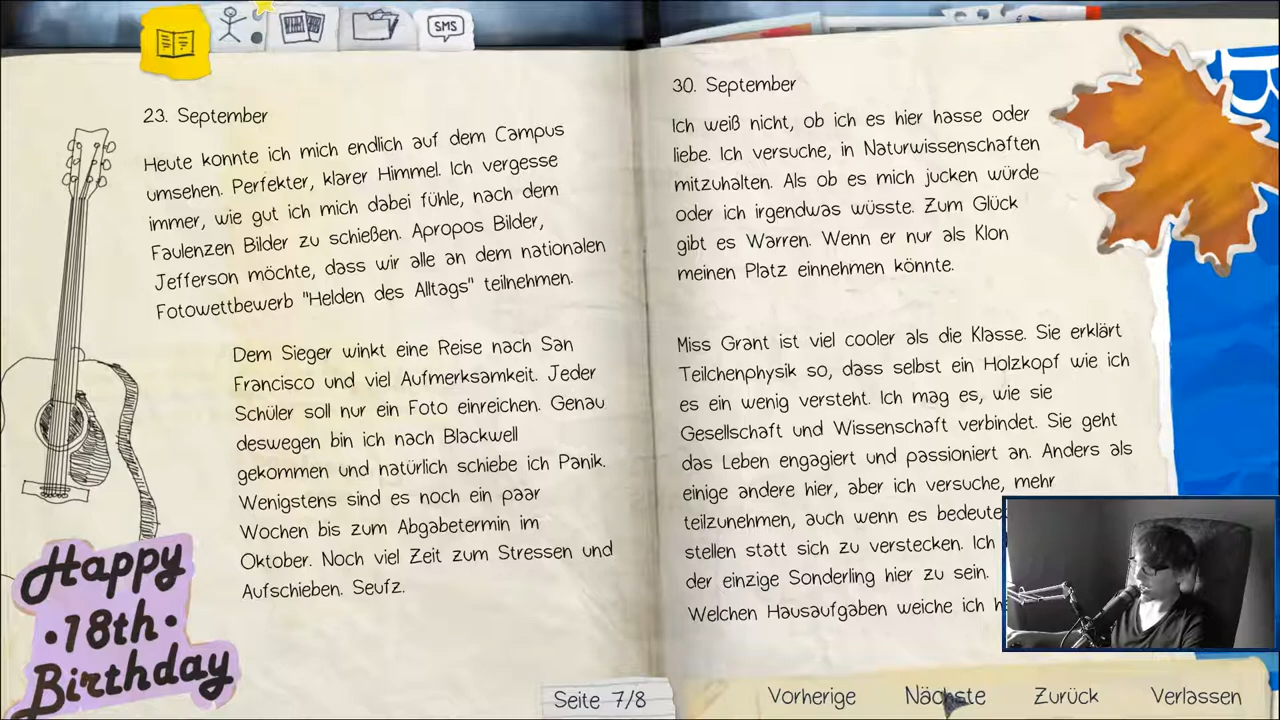 SMS
23. September
Heute konnte ich mich endlich auf dem Campus
umsehen. Perfekter, klarer Himmel. Ich vergesse
immer, wie gut ich mich dabei fühle, nach dem
Faulenzen Bilder zu schießen. Apropos Bilder,
Jefferson möchte, dass wir alle an dem nationalen
Fotowettbewerb "Helden des Alltags" teilnehmen.
Dem Sieger winkt eine Reise nach San
Francisco und viel Aufmerksamkeit. Jeder
Schüler soll nur ein Foto einreichen. Genau
deswegen bin ich nach Blackwell
gekommen und natürlich schiebe ich Panik.
Wenigstens sind es noch ein paar
Wochen bis zum Abgabetermin im
Oktober. Noch viel Zeit zum Stressen und
Aufschieben. Seufz.
Happy
•18th•
Birthday
30. September
Ich weiß nicht, ob ich es hier hasse oder
liebe. Ich versuche, in Naturwissenschaften
mitzuhalten. Als ob es mich jucken würde
oder ich irgendwas wüsste. Zum Glück
gibt es Warren. Wenn er nur als Klon
meinen Platz einnehmen könnte.
Miss Grant ist viel cooler als die Klasse. Sie erklärt
Teilchenphysik so, dass selbst ein Holzkopf wie ich
es ein wenig versteht. Ich mag es, wie sie
Gesellschaft und Wissenschaft verbindet. Sie geht
das Leben engagiert und passioniert an. Anders als
einige andere hier, aber ich versuche, mehr
teilzunehmen, auch wenn es bedeute
stellen statt sich zu verstecken. Ich
der einzige Sonderling hier zu sein.
Welchen Hausaufgaben weiche ich
Seite 7/8
Vorherige Nächste Zurück Verlassen